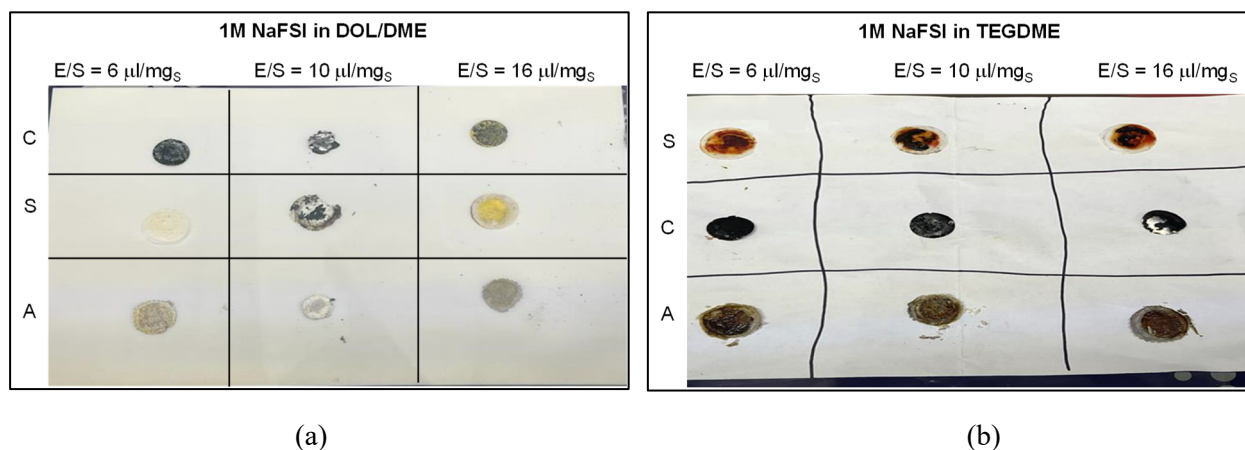 1M NaFSI in DOL/DME
E/S = 6 μl/mgS E/S = 10 μl/mgS E/S = 16 μl/mgS
C
S
A
(a)
1M NaFSI in TEGDME
E/S = 6 μl/mgS E/S = 10 μl/mgS E/S = 16 μl/mgS
S
C
A
(b)